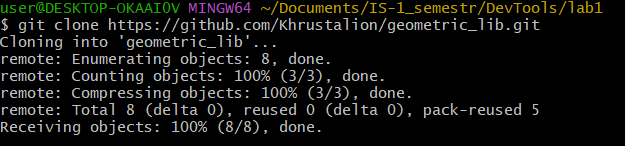 user@DESKTOP-OKAAI0V MINGW64 ~/Documents/IS-1_semestr/DevTools/lab1
$ git clone https://github.com/Khrustalion/geometric_lib.git
Cloning into 'geometric_lib'...
remote: Enumerating objects: 8, done.
remote: Counting objects: 100% (3/3), done.
remote: Compressing objects: 100% (3/3), done.
remote: Total 8 (delta 0), reused 0 (delta 0), pack-reused 5
Receiving objects: 100% (8/8), done.